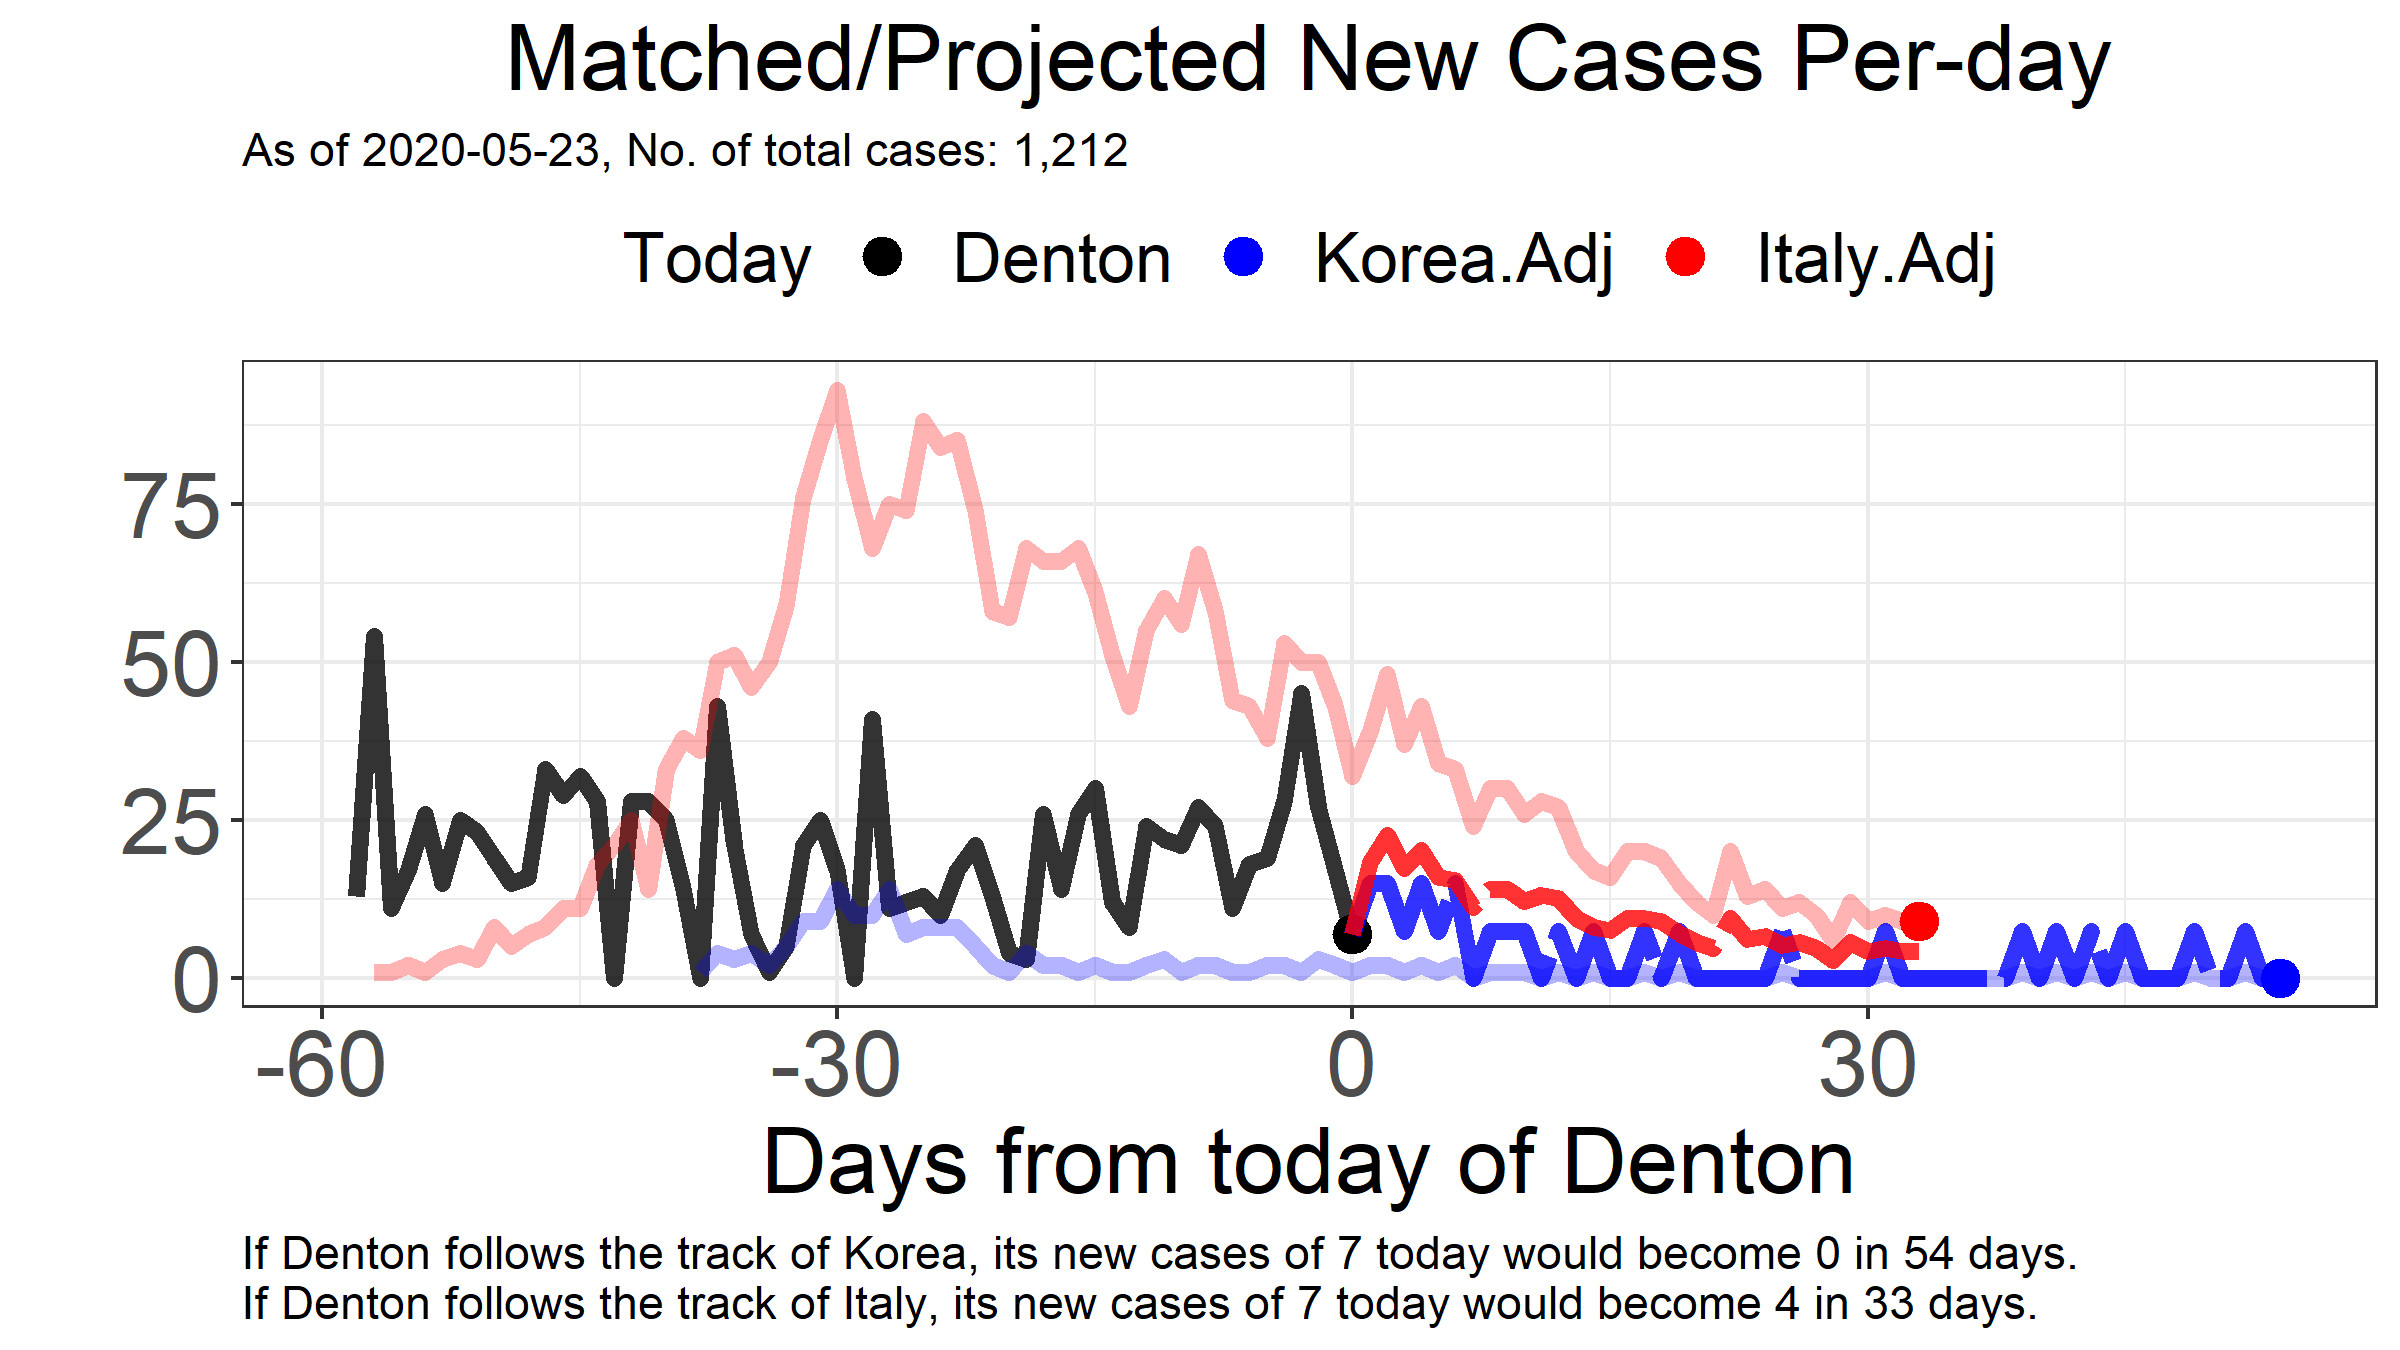 Matched/Projected New Cases Per-day
As of 2020-05-23, No. of total cases: 1,212
Today Denton Korea.Adj Italy.Adj
75
50
25
0
-60 -30 0 30
Days from today of Denton
If Denton follows the track of Korea, its new cases of 7 today would become 0 in 54 days.
If Denton follows the track of Italy, its new cases of 7 today would become 4 in 33 days.